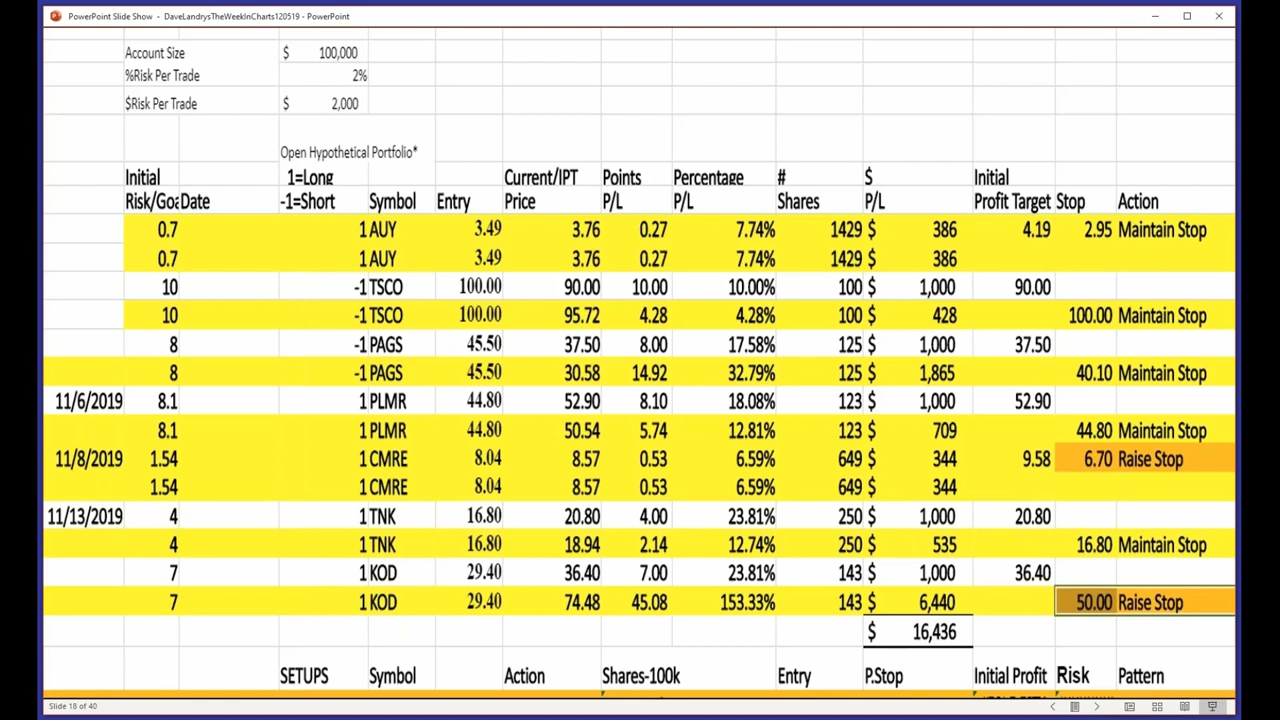 PowerPoint Slide Show - DaveLandrysTheWeekInCharts120519 - PowerPoint
Account Size $ 100,000
%Risk Per Trade 2%
$Risk Per Trade $ 2,000
Open Hypothetical Portfolio*
Initial 1=Long Current/IPT Points Percentage # $ Initial
Risk/Goa Date -1=Short Symbol Entry Price P/L P/L Shares P/L Profit Target Stop Action
0.7 1 AUY 3.49 3.76 0.27 7.74% 1429 $ 386 4.19 2.95 Maintain Stop
0.7 1 AUY 3.49 3.76 0.27 7.74% 1429 $ 386
10 -1 TSCO 100.00 90.00 10.00 10.00% 100 $ 1,000 90.00
10 -1 TSCO 100.00 95.72 4.28 4.28% 100 $ 428 100.00 Maintain Stop
8 -1 PAGS 45.50 37.50 8.00 17.58% 125 $ 1,000 37.50
8 -1 PAGS 45.50 30.58 14.92 32.79% 125 $ 1,865 40.10 Maintain Stop
11/6/2019 8.1 1 PLMR 44.80 52.90 8.10 18.08% 123 $ 1,000 52.90
8.1 1 PLMR 44.80 50.54 5.74 12.81% 123 $ 709 44.80 Maintain Stop
11/8/2019 1.54 1 CMRE 8.04 8.57 0.53 6.59% 649 $ 344 9.58 6.70 Raise Stop
1.54 1 CMRE 8.04 8.57 0.53 6.59% 649 $ 344
11/13/2019 4 1 TNK 16.80 20.80 4.00 23.81% 250 $ 1,000 20.80
4 1 TNK 16.80 18.94 2.14 12.74% 250 $ 535 16.80 Maintain Stop
7 1 KOD 29.40 36.40 7.00 23.81% 143 $ 1,000 36.40
7 1 KOD 29.40 74.48 45.08 153.33% 143 $ 6,440 50.00 Raise Stop
$ 16,436
SETUPS Symbol Action Shares-100k Entry P.Stop Initial Profit Risk Pattern
Slide 18 of 40